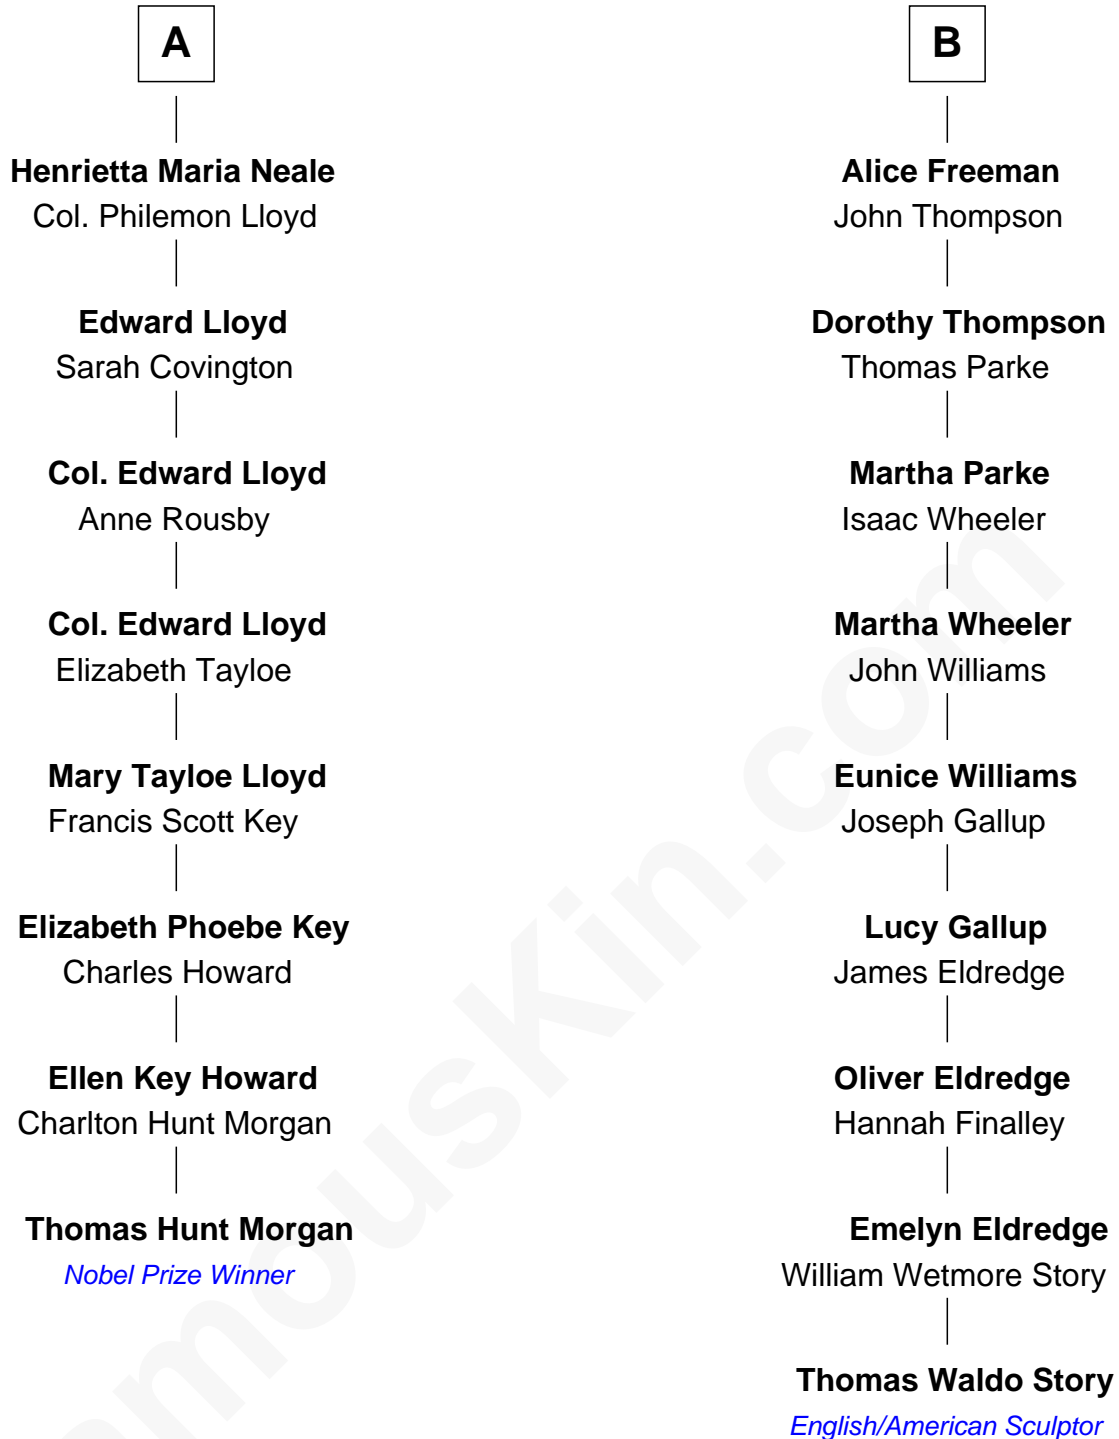 A
Henrietta Maria Neale
Col. Philemon Lloyd
Edward Lloyd
Sarah Covington
Col. Edward Lloyd
Anne Rousby
Col. Edward Lloyd
Elizabeth Tayloe
Mary Tayloe Lloyd
Francis Scott Key
Elizabeth Phoebe Key
Charles Howard
Ellen Key Howard
Charlton Hunt Morgan
Thomas Hunt Morgan
Nobel Prize Winner
B
Alice Freeman
John Thompson
Dorothy Thompson
Thomas Parke
Martha Parke
Isaac Wheeler
Martha Wheeler
John Williams
Eunice Williams
Joseph Gallup
Lucy Gallup
James Eldredge
Oliver Eldredge
Hannah Finalley
Emelyn Eldredge
William Wetmore Story
Thomas Waldo Story
English/American Sculptor
amouskin.com